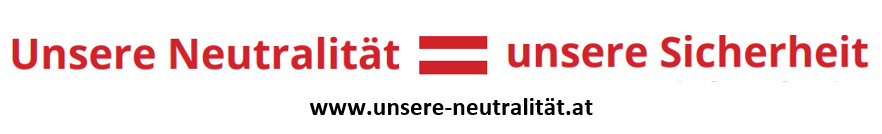 Unsere Neutralität = unsere Sicherheit
www.unsere-neutralität.at